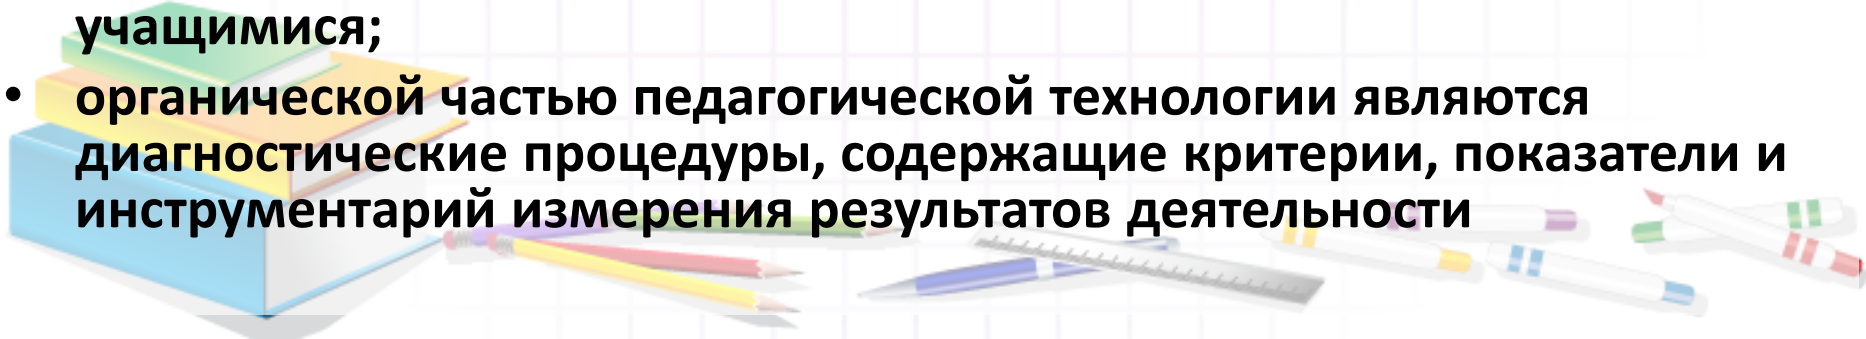 учащимися;
• органической частью педагогической технологии являются
диагностические процедуры, содержащие критерии, показатели и
инструментарий измерения результатов деятельности